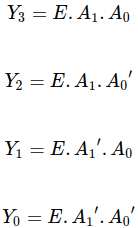 Y₃ = E. A₁. A₀
Y₂ = E. A₁. A₀′
Y₁ = E. A₁′. A₀
Y₀ = E. A₁′. A₀′